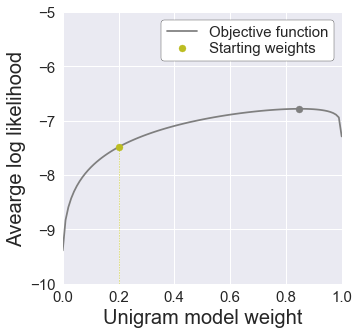 Objective function
Starting weights
−5
−6
−7
−8
−9
−10
Avearge log likelihood
0.0 0.2 0.4 0.6 0.8 1.0
Unigram model weight